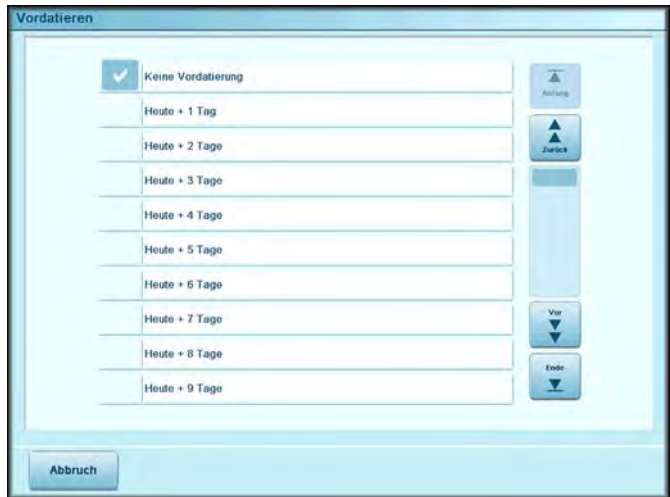 Vordatieren
Keine Vordatierung
Heute + 1 Tag
Heute + 2 Tage
Heute + 3 Tage
Heute + 4 Tage
Heute + 5 Tage
Heute + 6 Tage
Heute + 7 Tage
Heute + 8 Tage
Heute + 9 Tage
Anfang
Zurück
Vor
Ende
Abbruch